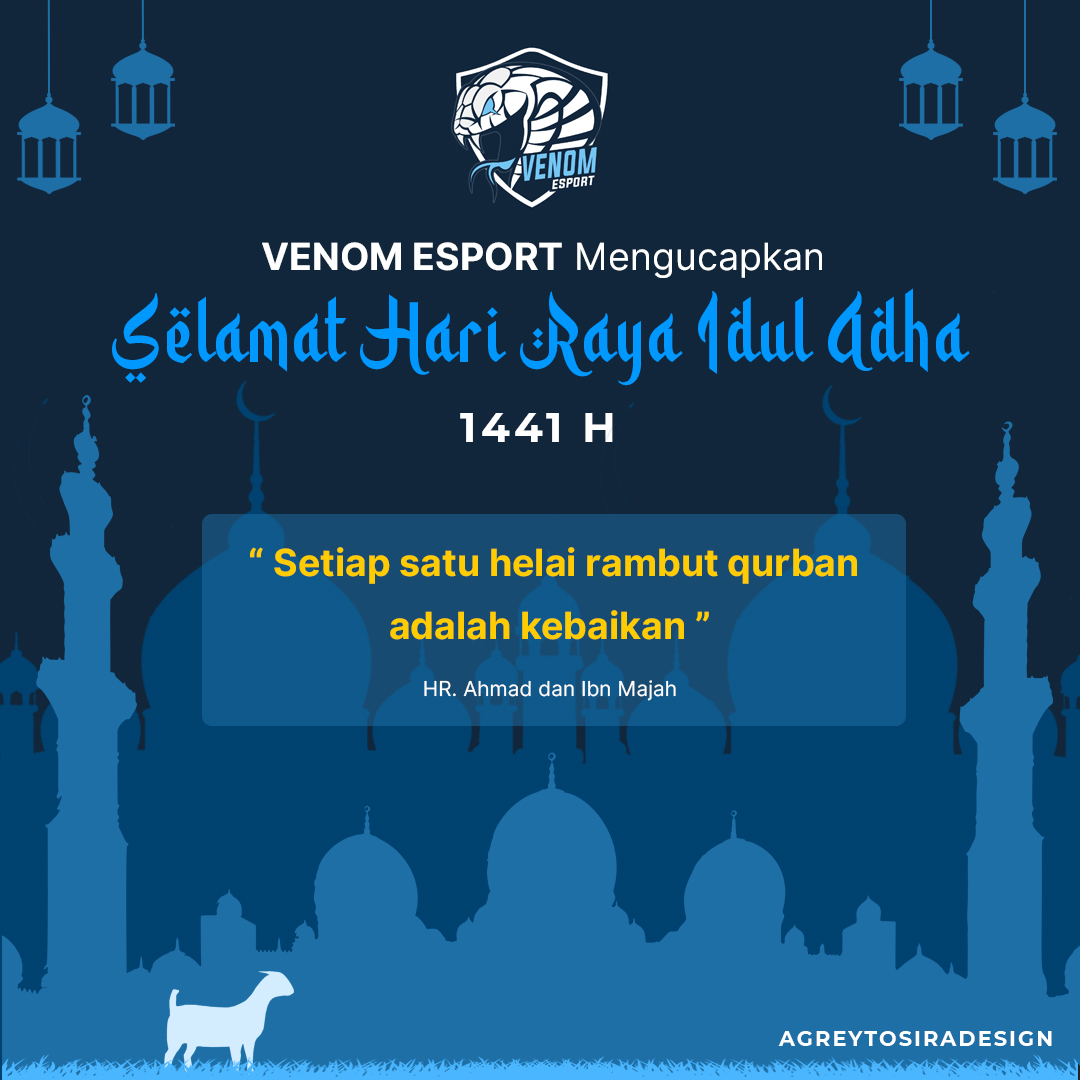 VENOM
ESPORT
VENOM ESPORT Mengucapkan
Selamat Hari Raya Idul Adha
1441 H
“ Setiap satu helai rambut qurban
adalah kebaikan ”
HR. Ahmad dan Ibn Majah
AGREYTOSIRADESIGN